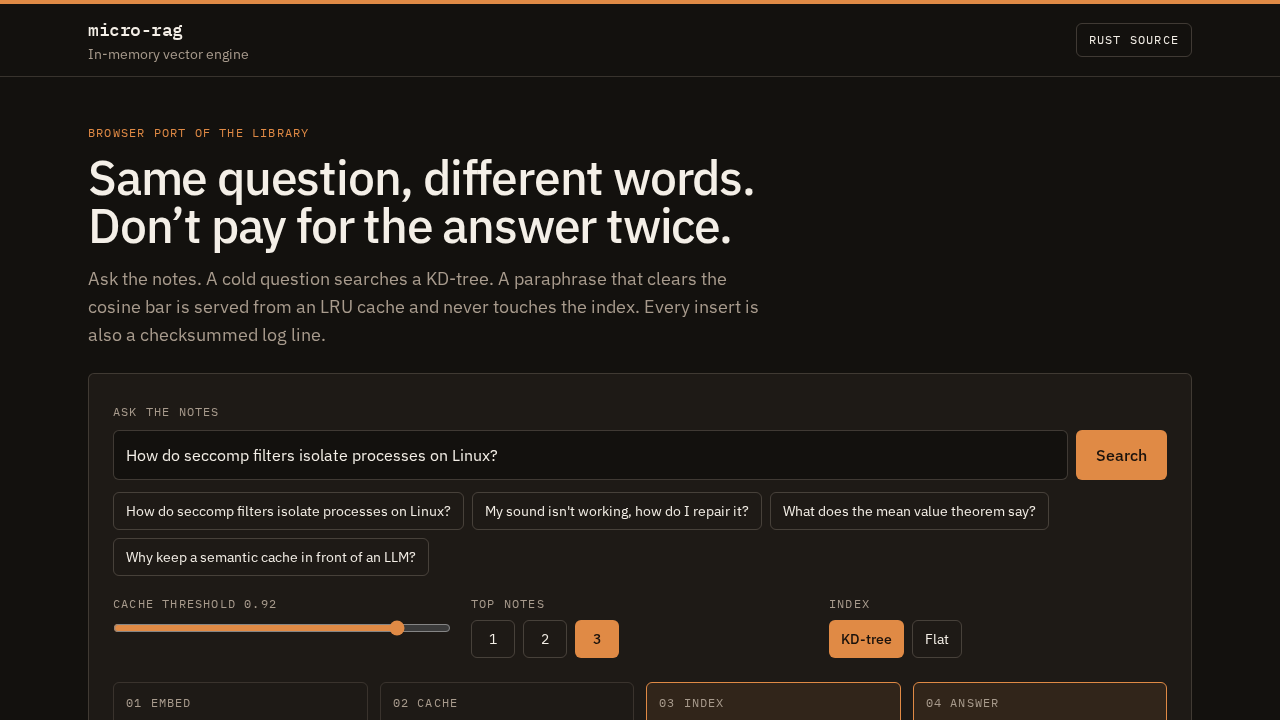 micro-rag
In-memory vector engine
RUST SOURCE
BROWSER PORT OF THE LIBRARY
Same question, different words.
Don’t pay for the answer twice.
Ask the notes. A cold question searches a KD-tree. A paraphrase that clears the
cosine bar is served from an LRU cache and never touches the index. Every insert is
also a checksummed log line.
ASK THE NOTES
How do seccomp filters isolate processes on Linux?
Search
How do seccomp filters isolate processes on Linux?
My sound isn't working, how do I repair it?
What does the mean value theorem say?
Why keep a semantic cache in front of an LLM?
CACHE THRESHOLD 0.92
TOP NOTES
INDEX
1
2
3
KD-tree
Flat
01 EMBED
02 CACHE
03 INDEX
04 ANSWER